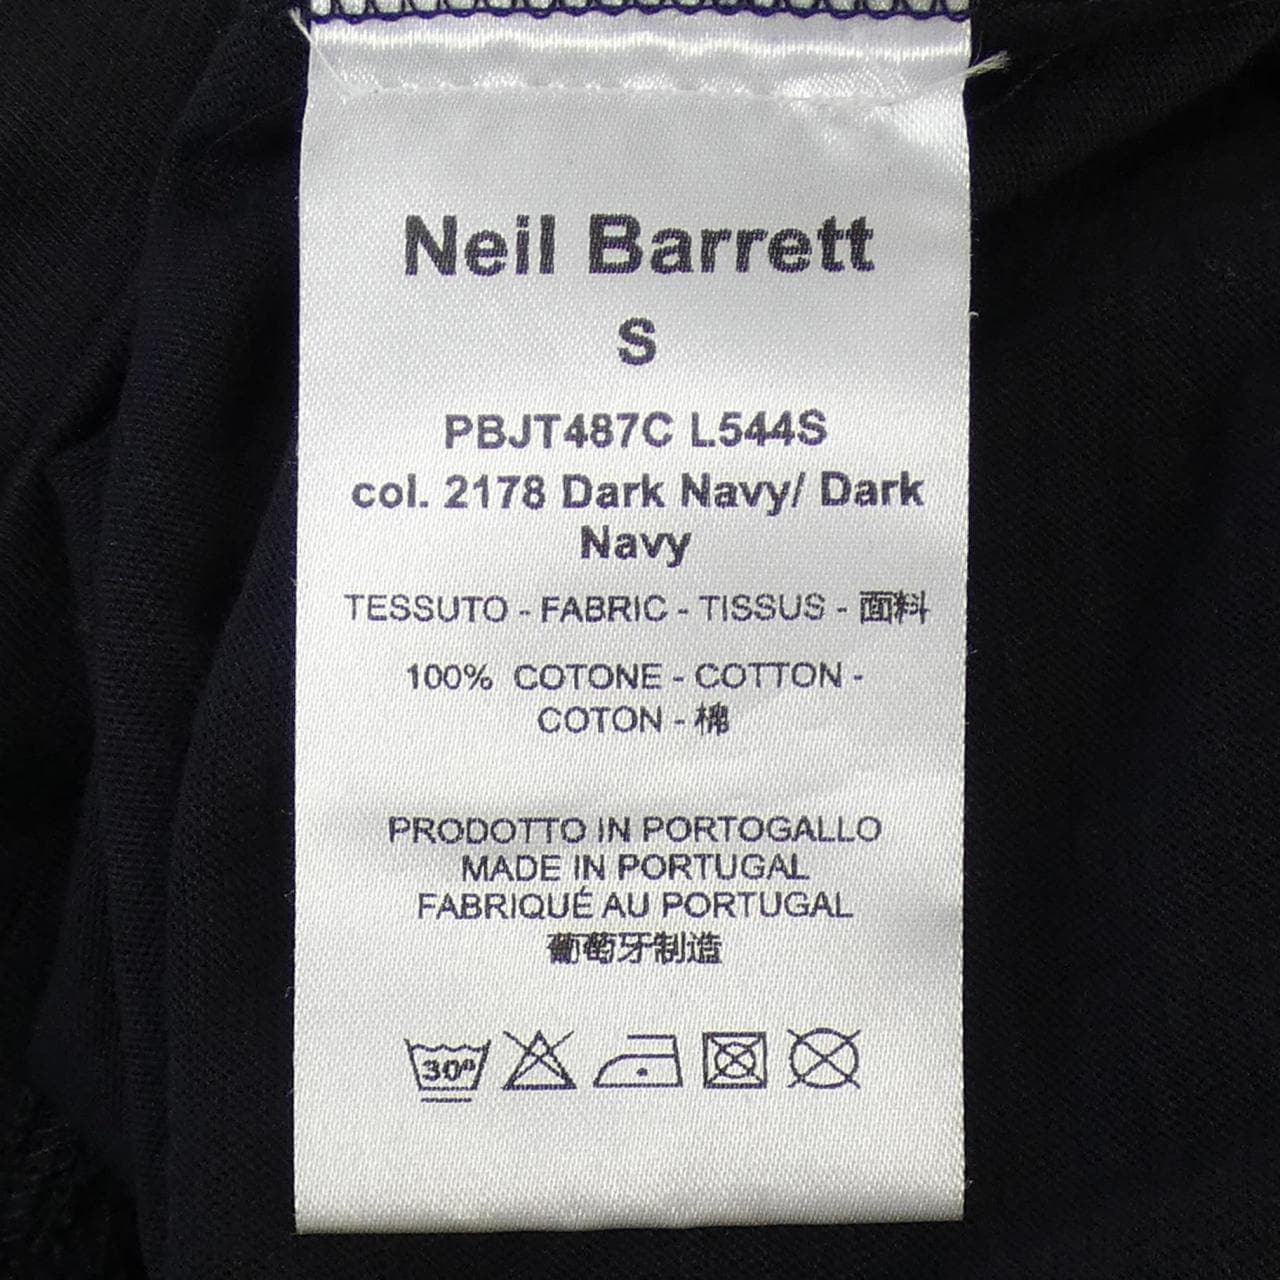 Neil Barrett
S
PBJT487C L544S
col. 2178 Dark Navy/ Dark
Navy
TESSUTO - FABRIC - TISSUS - 面料
100% COTONE - COTTON -
COTON - 棉
PRODOTTO IN PORTOGALLO
MADE IN PORTUGAL
FABRIQUÉ AU PORTUGAL
葡萄牙制造
30°